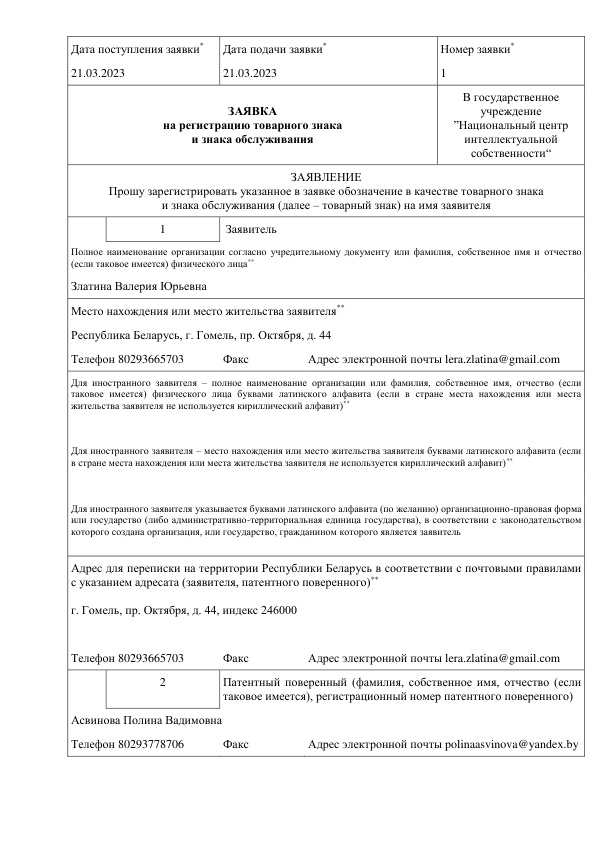 Дата поступления заявки* Дата подачи заявки* Номер заявки*
21.03.2023 21.03.2023 1
ЗАЯВКА
на регистрацию товарного знака
и знака обслуживания
В государственное
учреждение
”Национальный центр
интеллектуальной
собственности“
ЗАЯВЛЕНИЕ
Прошу зарегистрировать указанное в заявке обозначение в качестве товарного знака
и знака обслуживания (далее – товарный знак) на имя заявителя
1 Заявитель
Полное наименование организации согласно учредительному документу или фамилия, собственное имя и отчество
(если таковое имеется) физического лица**
Златина Валерия Юрьевна
Место нахождения или место жительства заявителя**
Республика Беларусь, г. Гомель, пр. Октября, д. 44
Телефон 80293665703 Факс Адрес электронной почты lera.zlatina@gmail.com
Для иностранного заявителя – полное наименование организации или фамилия, собственное имя, отчество (если
таковое имеется) физического лица буквами латинского алфавита (если в стране места нахождения или места
жительства заявителя не используется кириллический алфавит)**
Для иностранного заявителя – место нахождения или место жительства заявителя буквами латинского алфавита (если
в стране места нахождения или места жительства заявителя не используется кириллический алфавит)**
Для иностранного заявителя указывается буквами латинского алфавита (по желанию) организационно-правовая форма
или государство (либо административно-территориальная единица государства), в соответствии с законодательством
которого создана организация, или государство, гражданином которого является заявитель
Адрес для переписки на территории Республики Беларусь в соответствии с почтовыми правилами
с указанием адресата (заявителя, патентного поверенного)**
г. Гомель, пр. Октября, д. 44, индекс 246000
Телефон 80293665703 Факс Адрес электронной почты lera.zlatina@gmail.com
2 Патентный поверенный (фамилия, собственное имя, отчество (если
таковое имеется), регистрационный номер патентного поверенного)
Асвинова Полина Вадимовна
Телефон 80293778706 Факс Адрес электронной почты polinaasvinova@yandex.by